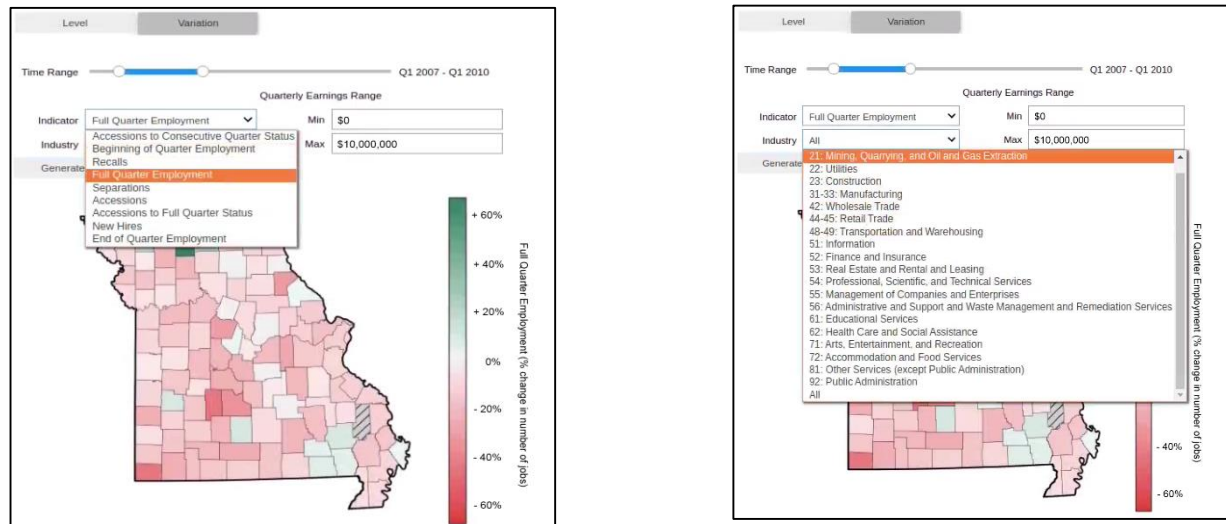 Level Variation
Time Range Q1 2007 - Q1 2010
Quarterly Earnings Range
Indicator Full Quarter Employment Min $0
Accessions to Consecutive Quarter Status
Industry Max $10,000,000
Beginning of Quarter Employment
Recalls
Generate
Full Quarter Employment
Separations
Accessions
Accessions to Full Quarter Status
New Hires
End of Quarter Employment
+ 60%
+ 40%
+ 20%
0%
- 20%
- 40%
- 60%
Full Quarter Employment (% change in number of jobs)
Level Variation
Time Range Q1 2007 - Q1 2010
Quarterly Earnings Range
Indicator Full Quarter Employment Min $0
Industry All Max $10,000,000
Generate
21: Mining, Quarrying, and Oil and Gas Extraction
22: Utilities
23: Construction
31-33: Manufacturing
42: Wholesale Trade
44-45: Retail Trade
48-49: Transportation and Warehousing
51: Information
52: Finance and Insurance
53: Real Estate and Rental and Leasing
54: Professional, Scientific, and Technical Services
55: Management of Companies and Enterprises
56: Administrative and Support and Waste Management and Remediation Services
61: Educational Services
62: Health Care and Social Assistance
71: Arts, Entertainment, and Recreation
72: Accommodation and Food Services
81: Other Services (except Public Administration)
92: Public Administration
All
- 40%
- 60%
Full Quarter Employment (% change in number of jobs)